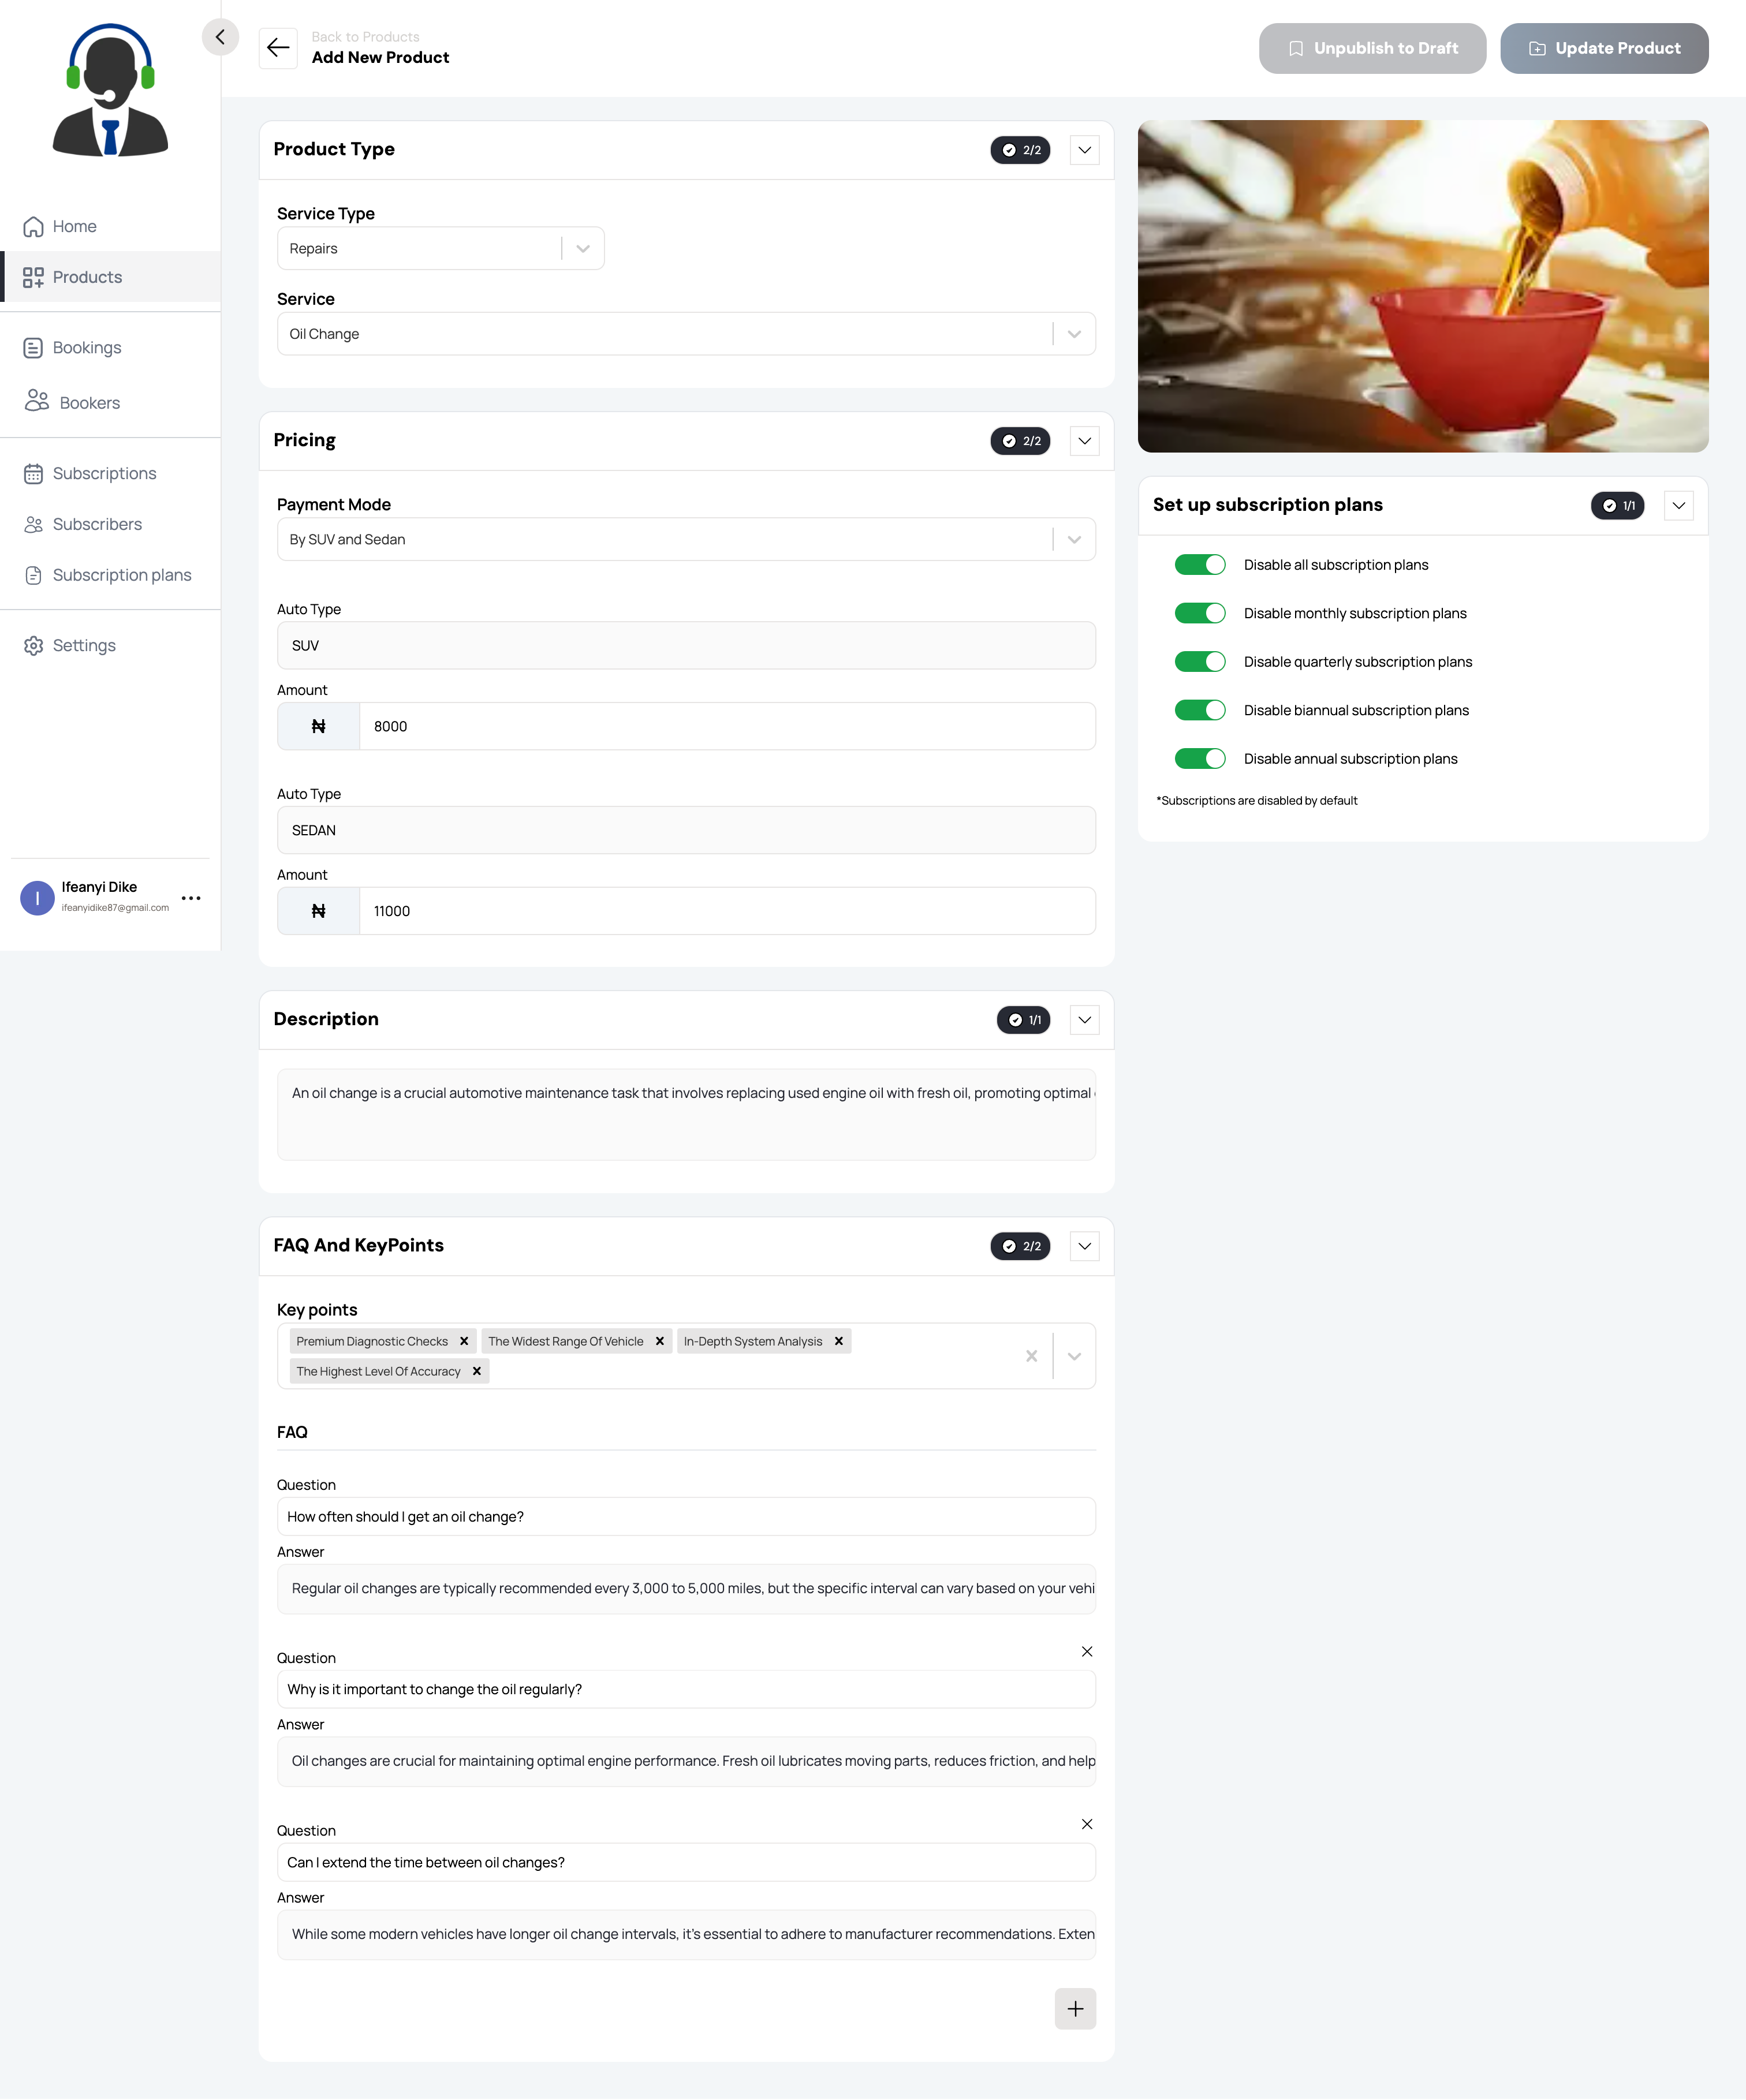 Home
Products
Bookings
Bookers
Subscriptions
Subscribers
Subscription plans
Settings
I
Ifeanyi Dike
ifeanyidike87@gmail.com
Back to Products
Add New Product
Unpublish to Draft
Update Product
Product Type
2/2
Service Type
Repairs
Service
Oil Change
Pricing
2/2
Payment Mode
By SUV and Sedan
Auto Type
SUV
Amount
₦ 8000
Auto Type
SEDAN
Amount
₦ 11000
Description
1/1
An oil change is a crucial automotive maintenance task that involves replacing used engine oil with fresh oil, promoting optimal
FAQ And KeyPoints
2/2
Key points
Premium Diagnostic Checks
The Widest Range Of Vehicle
In-Depth System Analysis
The Highest Level Of Accuracy
FAQ
Question
How often should I get an oil change?
Answer
Regular oil changes are typically recommended every 3,000 to 5,000 miles, but the specific interval can vary based on your vehi
Question
Why is it important to change the oil regularly?
Answer
Oil changes are crucial for maintaining optimal engine performance. Fresh oil lubricates moving parts, reduces friction, and help
Question
Can I extend the time between oil changes?
Answer
While some modern vehicles have longer oil change intervals, it's essential to adhere to manufacturer recommendations. Exten
Set up subscription plans
1/1
Disable all subscription plans
Disable monthly subscription plans
Disable quarterly subscription plans
Disable biannual subscription plans
Disable annual subscription plans
*Subscriptions are disabled by default